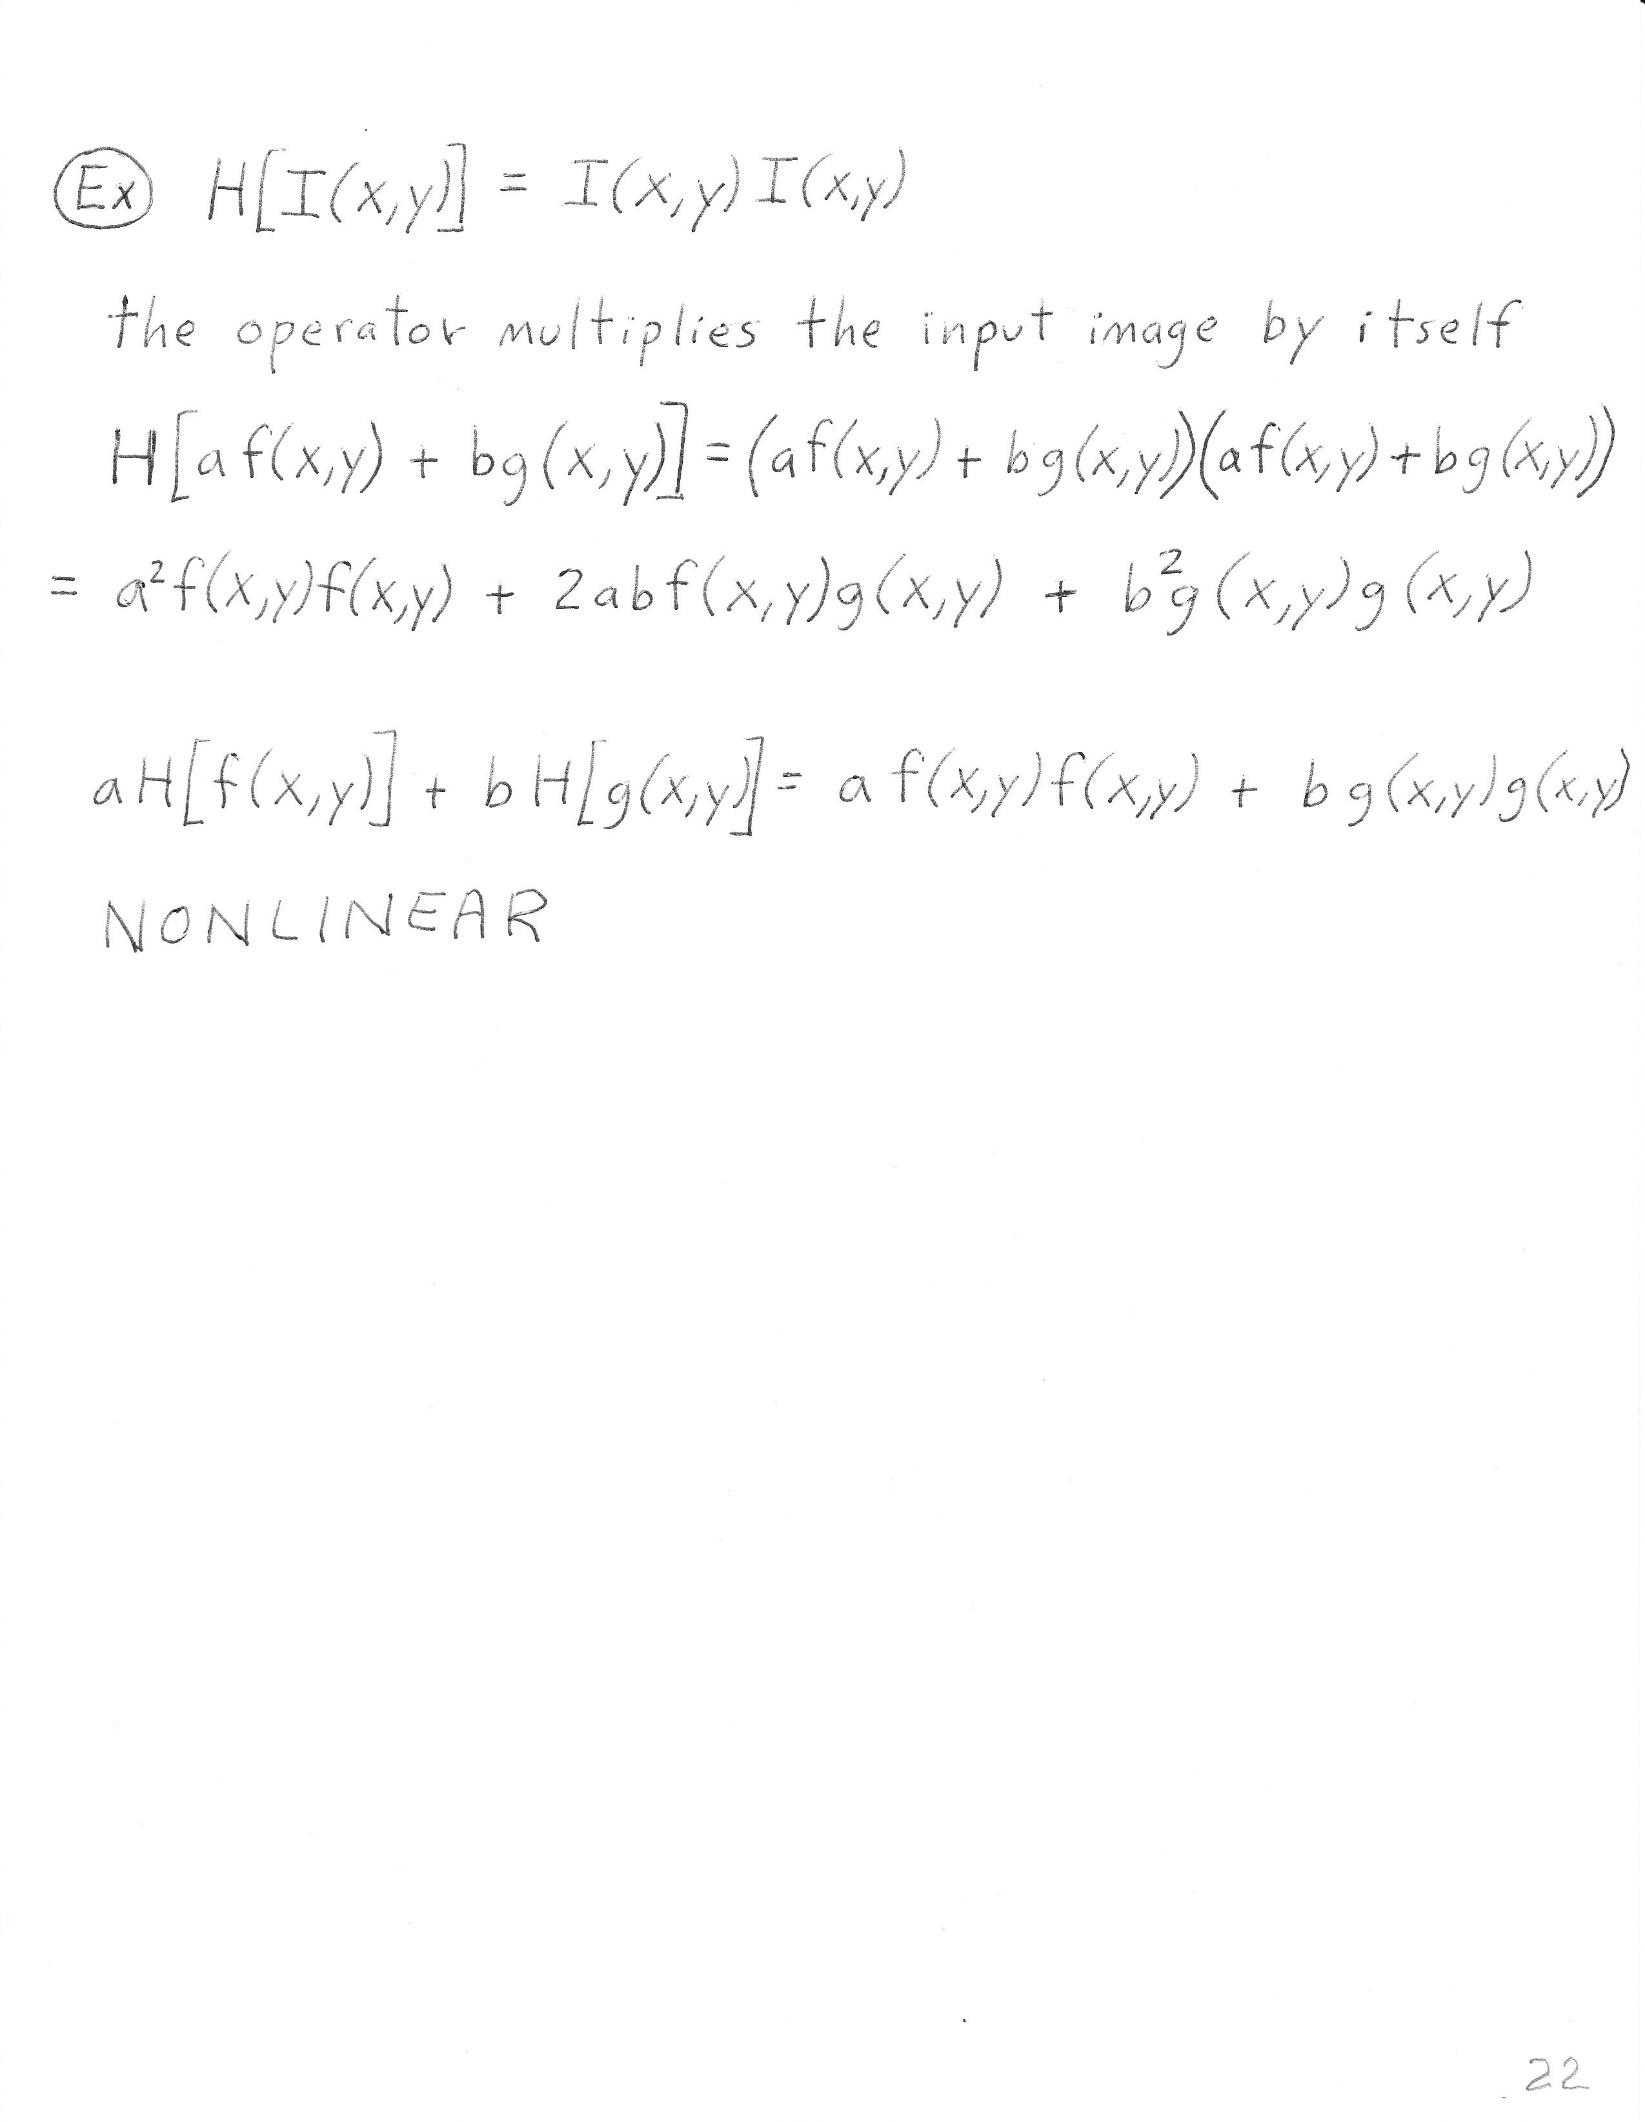 Ex H[I(x,y)] = I(x,y) I(x,y)
the operator multiplies the input image by itself
H[af(x,y) + bg(x,y)] = (af(x,y) + bg(x,y))(af(x,y) + bg(x,y))
= a²f(x,y)f(x,y) + 2abf(x,y)g(x,y) + b²g(x,y)g(x,y)
aH[f(x,y)] + bH[g(x,y)] = af(x,y)f(x,y) + bg(x,y)g(x,y)
NONLINEAR
22